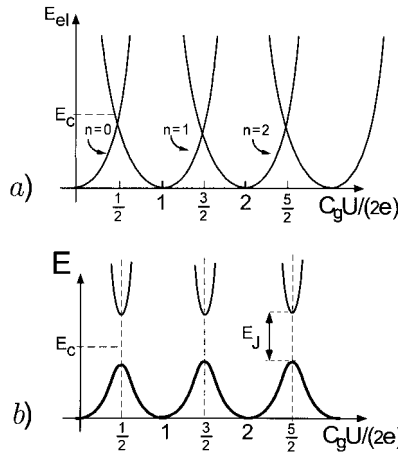 E_el
E_c
n=0 n=1 n=2
a)
1/2 1 3/2 2 5/2 C_gU/(2e)
E
E_c
E_J
b)
1/2 1 3/2 2 5/2 C_gU/(2e)